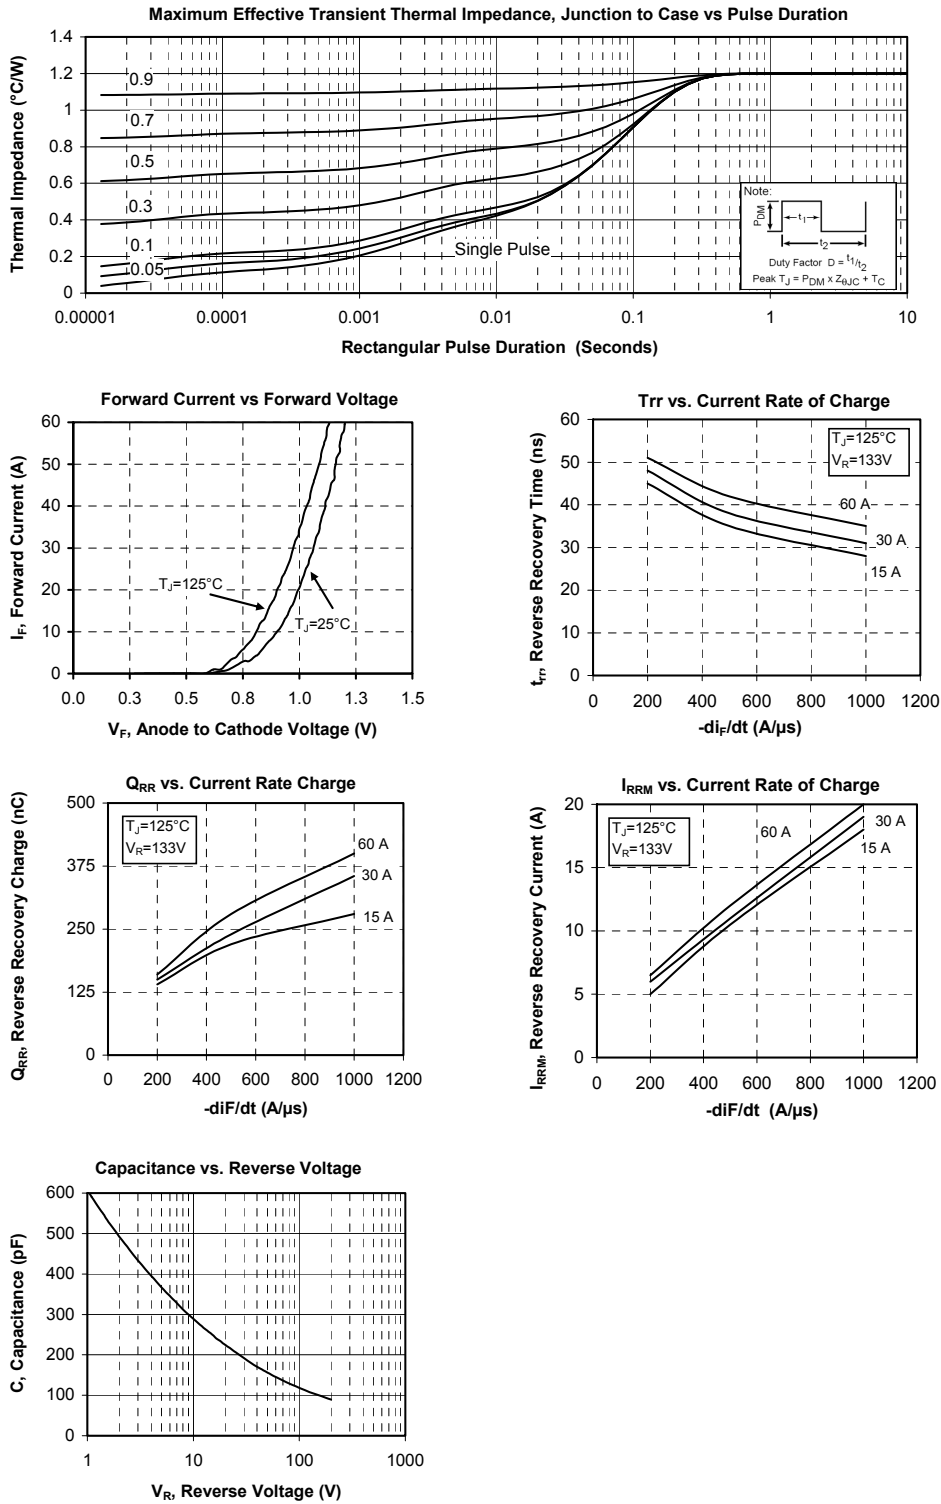 Maximum Effective Transient Thermal Impedance, Junction to Case vs Pulse Duration
Thermal Impedance (°C/W)
1.4
1.2
1
0.8
0.6
0.4
0.2
0
0.9
0.7
0.5
0.3
0.1
0.05
Single Pulse
Note:
PDM
t1
t2
Duty Factor D = t1/t2
Peak TJ = PDM x ZθJC + TC
0.00001 0.0001 0.001 0.01 0.1 1 10
Rectangular Pulse Duration (Seconds)
Forward Current vs Forward Voltage
IF, Forward Current (A)
60
50
40
30
20
10
0
TJ=125°C
TJ=25°C
0.0 0.3 0.5 0.8 1.0 1.3 1.5
VF, Anode to Cathode Voltage (V)
Trr vs. Current Rate of Charge
trr, Reverse Recovery Time (ns)
60
50
40
30
20
10
0
TJ=125°C
VR=133V
60 A
30 A
15 A
0 200 400 600 800 1000 1200
-diF/dt (A/µs)
QRR vs. Current Rate Charge
QRR, Reverse Recovery Charge (nC)
500
375
250
125
0
TJ=125°C
VR=133V
60 A
30 A
15 A
0 200 400 600 800 1000 1200
-diF/dt (A/µs)
IRRM vs. Current Rate of Charge
IRRM, Reverse Recovery Current (A)
20
15
10
5
0
TJ=125°C
VR=133V
60 A
30 A
15 A
0 200 400 600 800 1000 1200
-diF/dt (A/µs)
Capacitance vs. Reverse Voltage
C, Capacitance (pF)
600
500
400
300
200
100
0
1 10 100 1000
VR, Reverse Voltage (V)